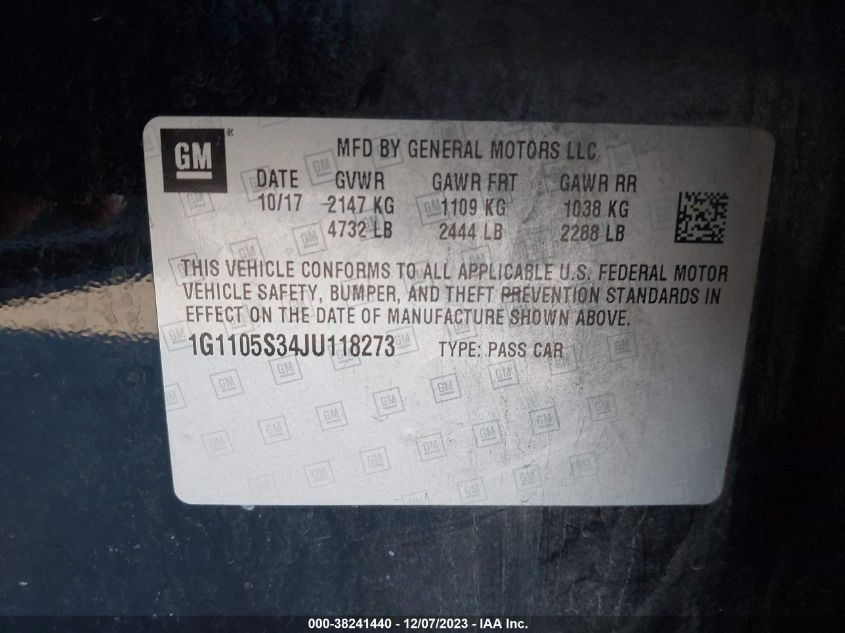 GM ®
MFD BY GENERAL MOTORS LLC
DATE GVWR GAWR FRT GAWR RR
10/17 2147 KG 1109 KG 1038 KG
4732 LB 2444 LB 2288 LB
THIS VEHICLE CONFORMS TO ALL APPLICABLE U.S. FEDERAL MOTOR
VEHICLE SAFETY, BUMPER, AND THEFT PREVENTION STANDARDS IN
EFFECT ON THE DATE OF MANUFACTURE SHOWN ABOVE.
1G1105S34JU118273 TYPE: PASS CAR
000-38241440 - 12/07/2023 - IAA Inc.